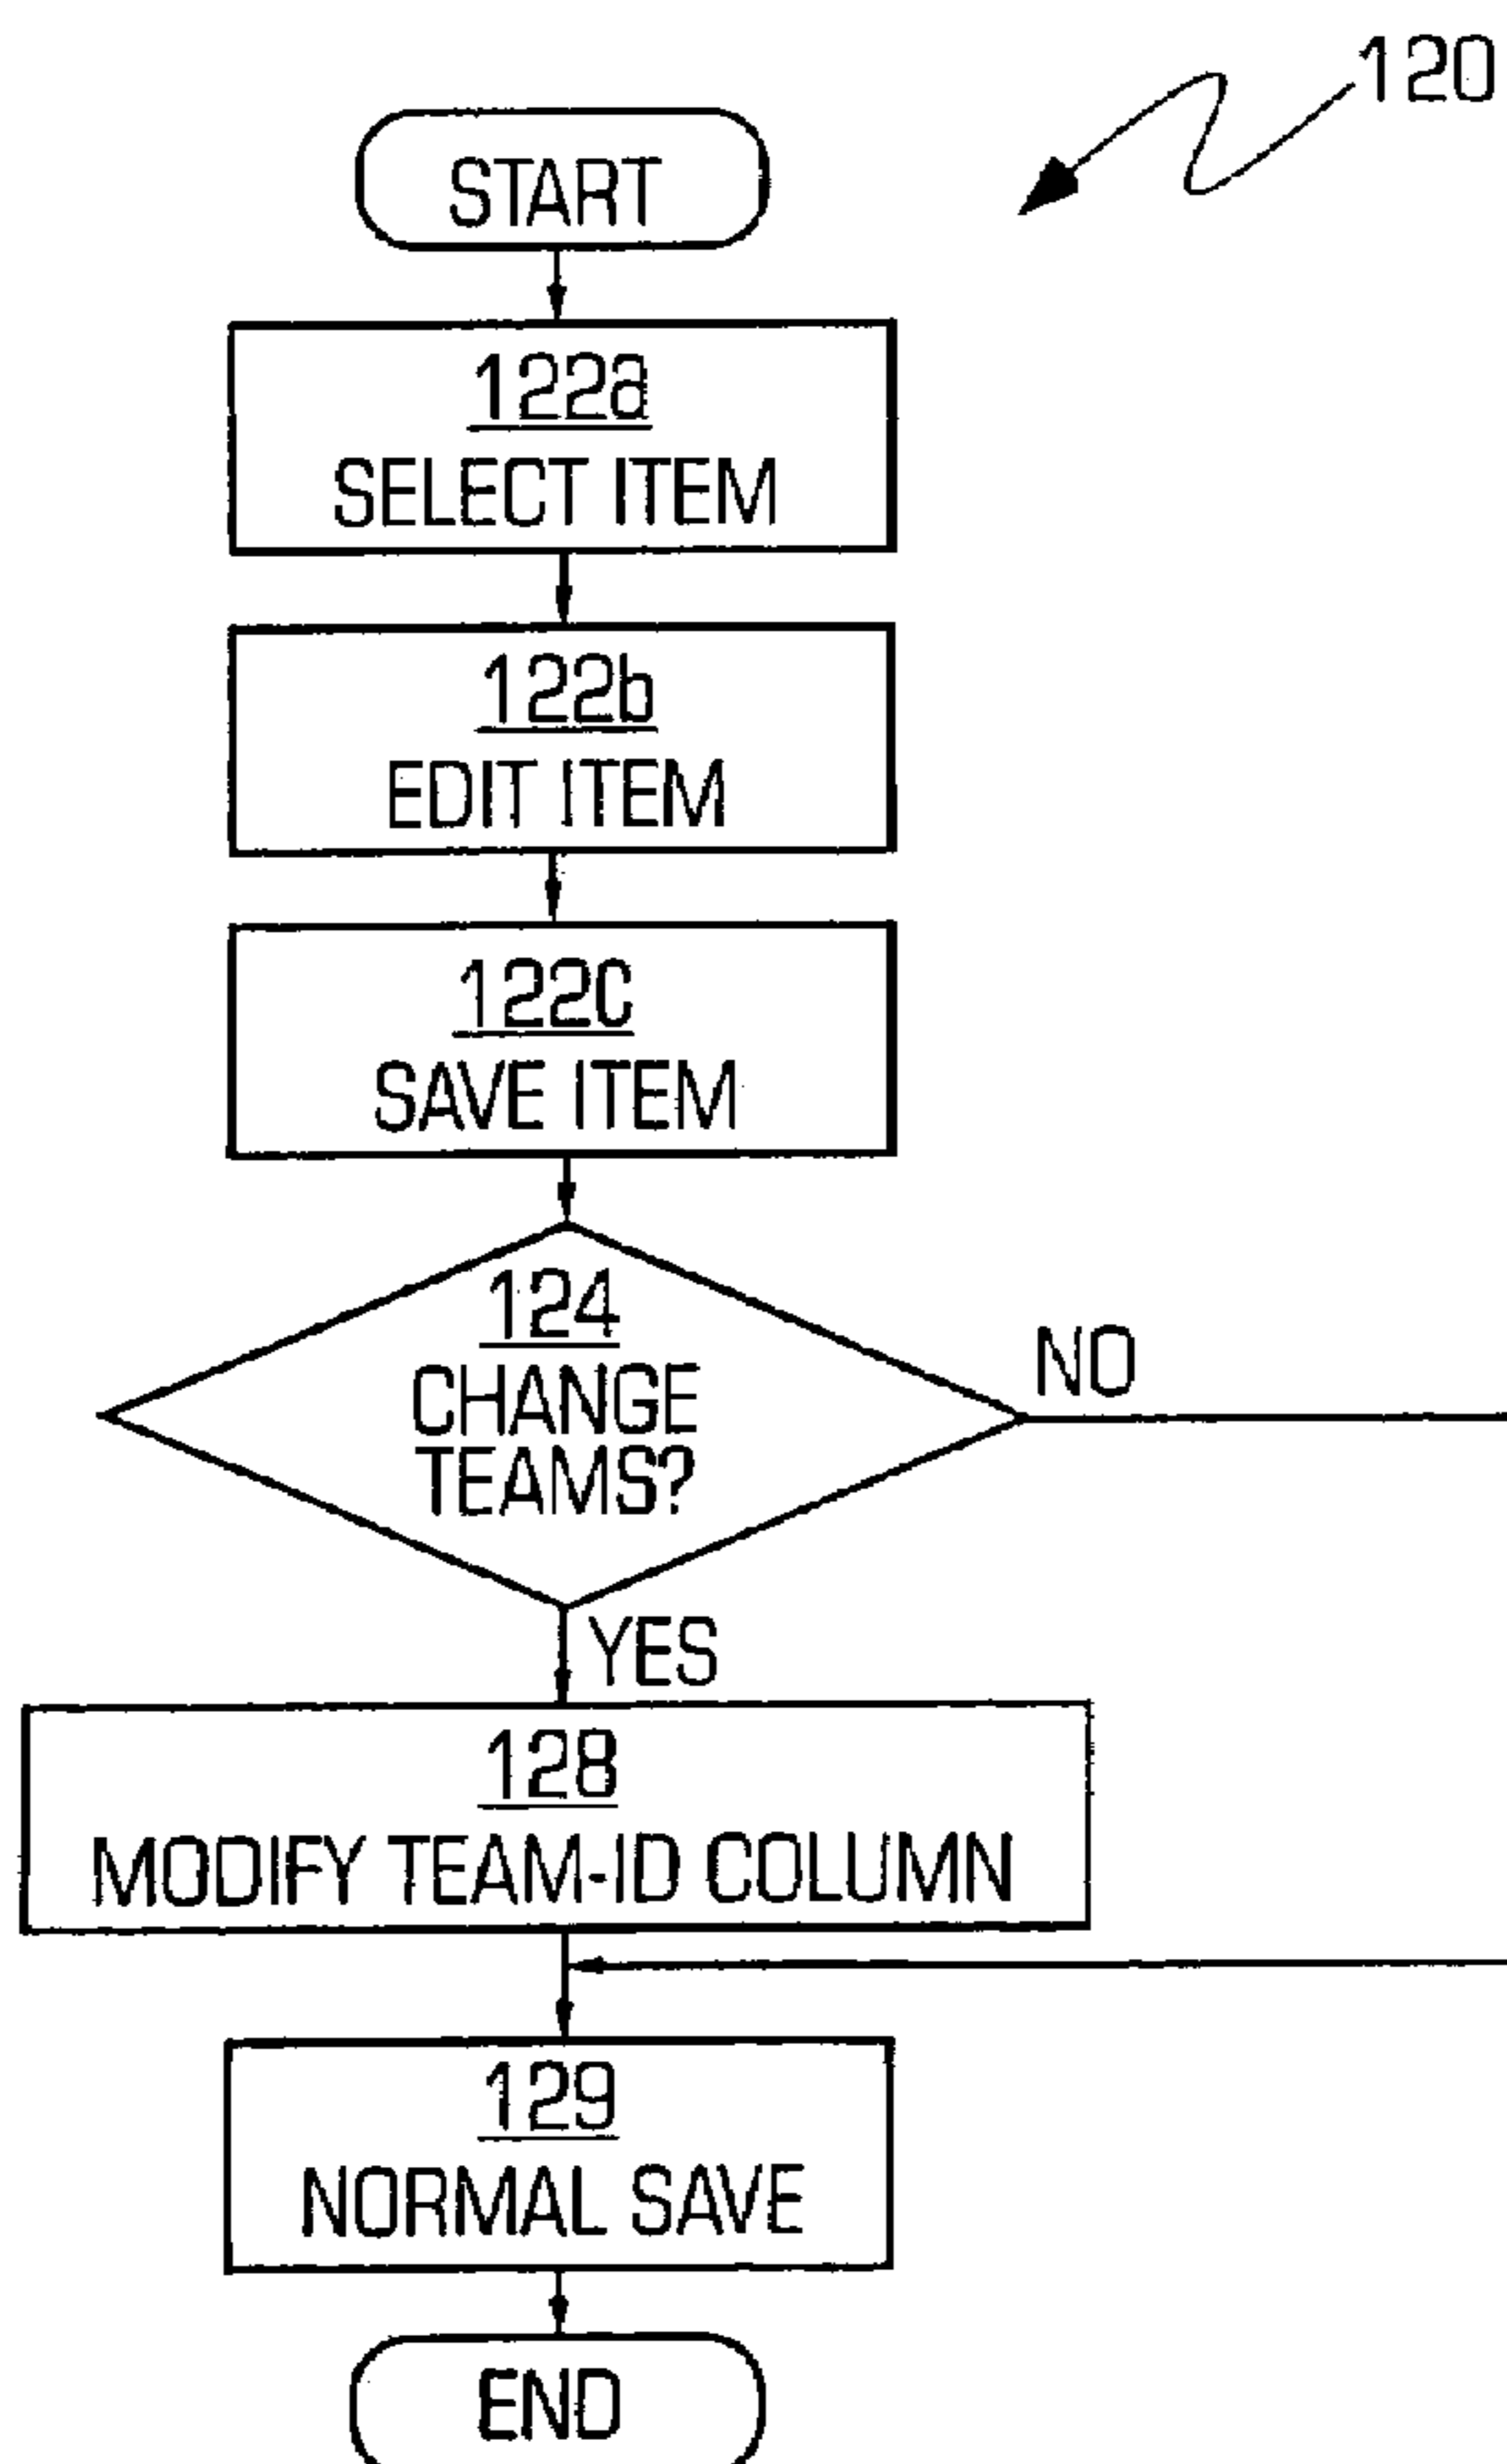 120
START
122a
SELECT ITEM
122b
EDIT ITEM
122c
SAVE ITEM
124
CHANGE
TEAMS?
NO
YES
128
MODIFY TEAM-ID COLUMN
129
NORMAL SAVE
END